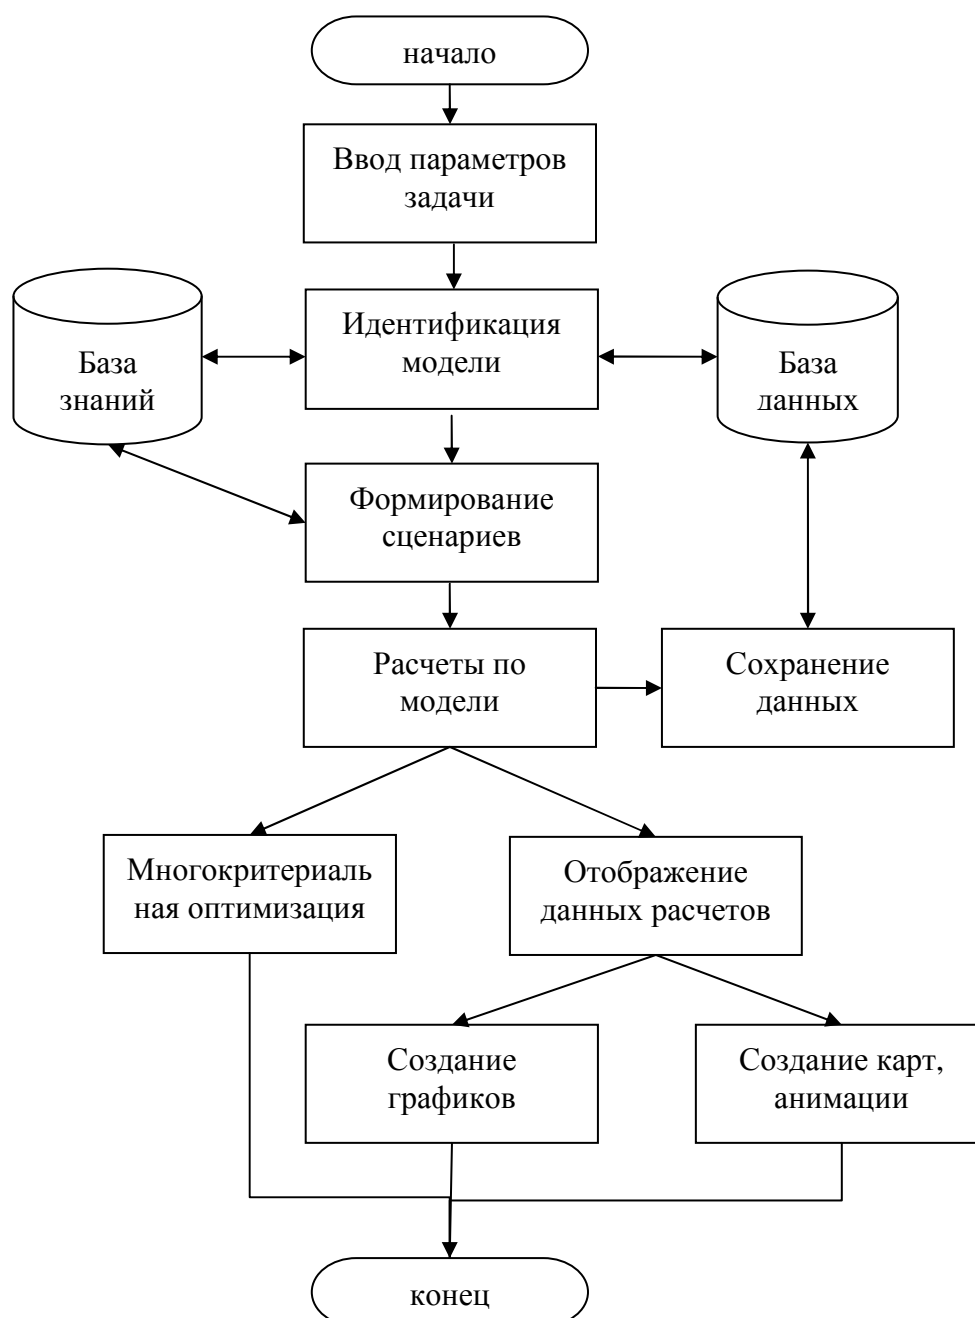 начало
Ввод параметров
задачи
Идентификация
модели
База
знаний
База
данных
Формирование
сценариев
Расчеты по
модели
Сохранение
данных
Многокритериаль
ная оптимизация
Отображение
данных расчетов
Создание
графиков
Создание карт,
анимации
конец